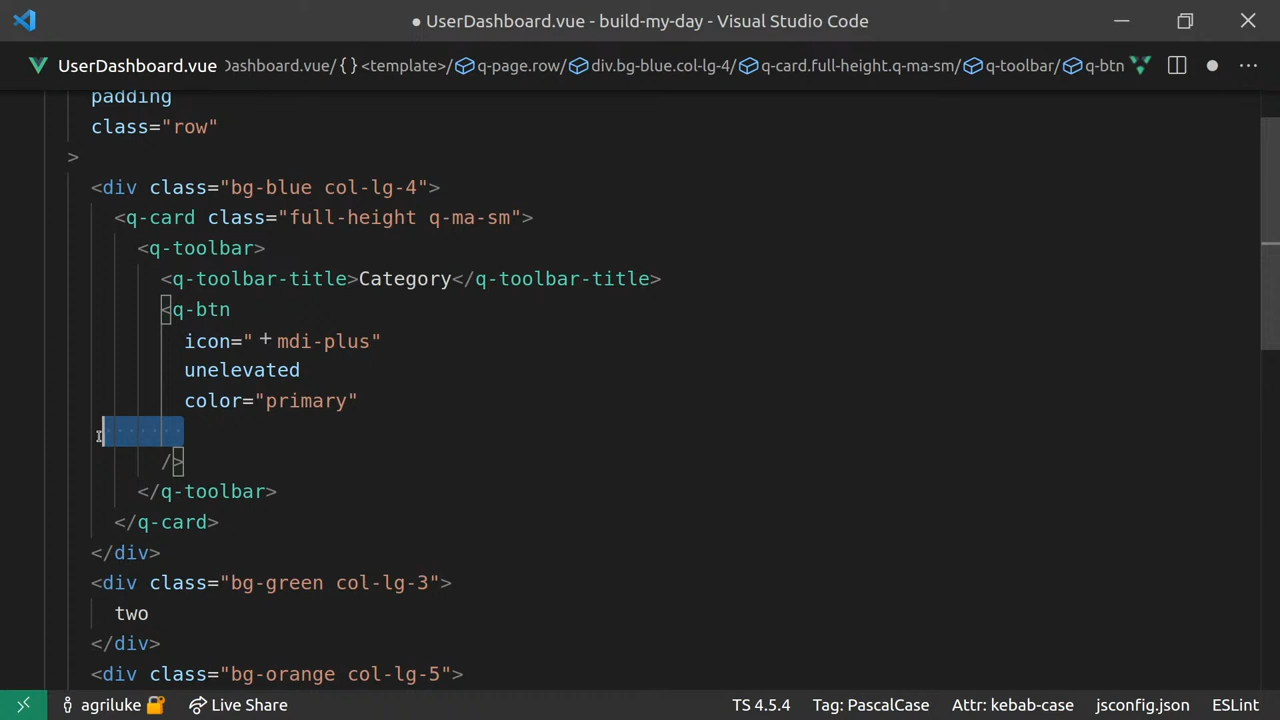 ● UserDashboard.vue - build-my-day - Visual Studio Code
UserDashboard.vue Dashboard.vue/ {} <template>/ q-page.row/ div.bg-blue.col-lg-4/ q-card.full-height.q-ma-sm/ q-toolbar/ q-btn
padding
class="row"
>
<div class="bg-blue col-lg-4">
<q-card class="full-height q-ma-sm">
<q-toolbar>
<q-toolbar-title>Category</q-toolbar-title>
<q-btn
icon="+mdi-plus"
unelevated
color="primary"
/>
</q-toolbar>
</q-card>
</div>
<div class="bg-green col-lg-3">
two
</div>
<div class="bg-orange col-lg-5">
agriluke Live Share TS 4.5.4 Tag: PascalCase Attr: kebab-case jsconfig.json ESLint